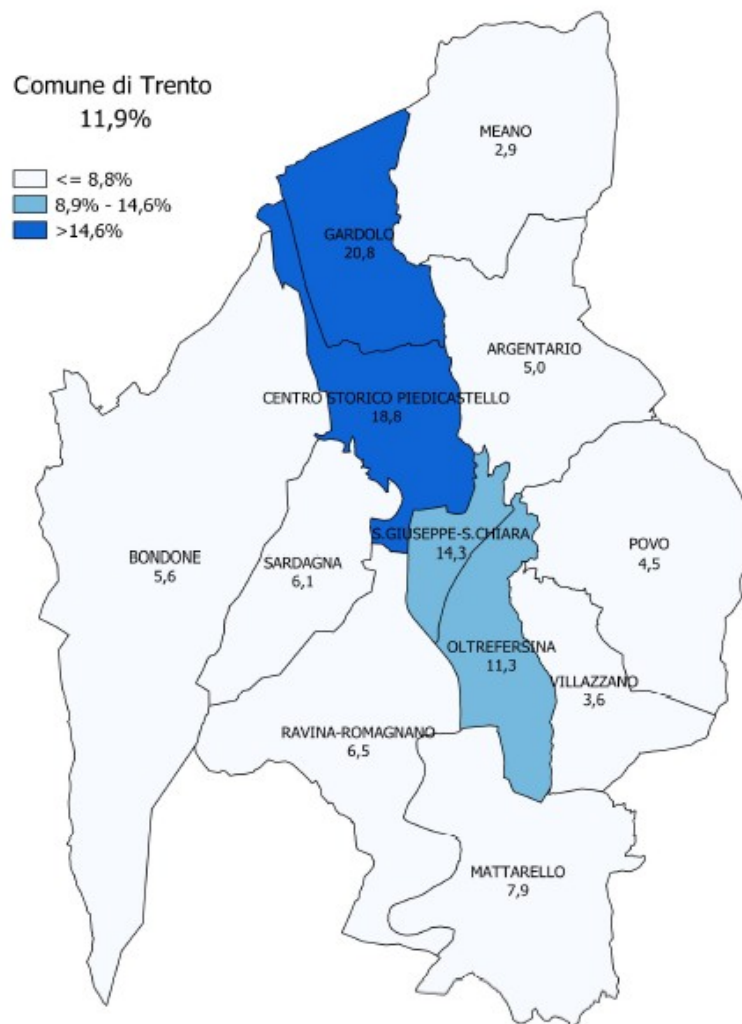 Comune di Trento
11,9%
<= 8,8%
8,9% - 14,6%
>14,6%
MEANO
2,9
GARDOLO
20,8
ARGENTARIO
5,0
CENTRO STORICO PIEDICASTELLO
18,8
S.GIUSEPPE-S.CHIARA
14,3
POVO
4,5
BONDONE
5,6
SARDAGNA
6,1
OLTREFERSINA
11,3
VILLAZZANO
3,6
RAVINA-ROMAGNANO
6,5
MATTARELLO
7,9